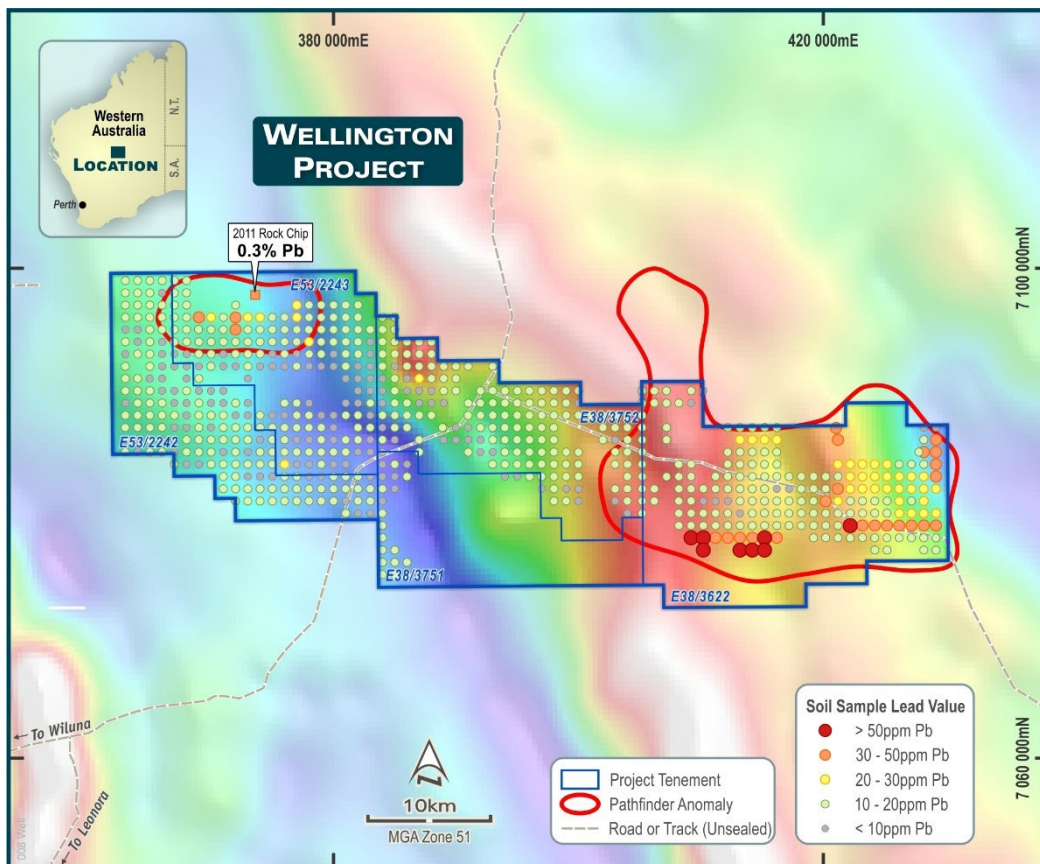 380 000mE
420 000mE
Western
Australia
N.T.
LOCATION
S.A.
Perth
WELLINGTON
PROJECT
2011 Rock Chip
0.3% Pb
7 100 000mN
E53/2243
E38/3752
E53/2242
E38/3751
E38/3622
To Wiluna
To Leonora
008 Well
N
10km
MGA Zone 51
Project Tenement
Pathfinder Anomaly
Road or Track (Unsealed)
Soil Sample Lead Value
> 50ppm Pb
30 - 50ppm Pb
20 - 30ppm Pb
10 - 20ppm Pb
< 10ppm Pb
7 060 000mN